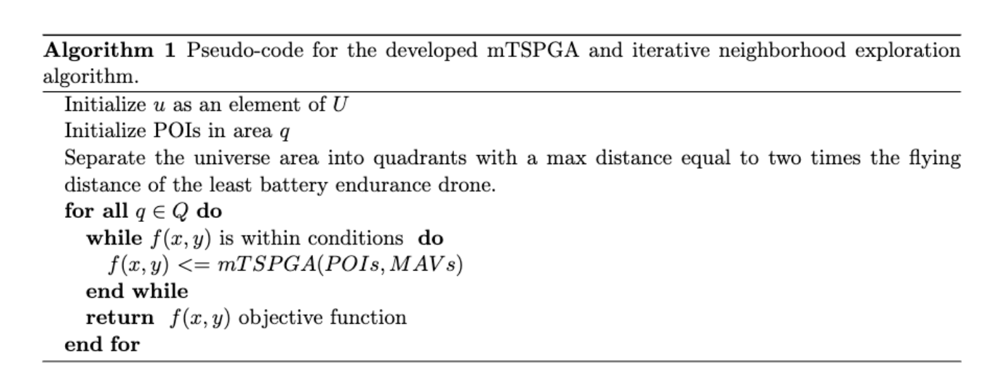 Algorithm 1 Pseudo-code for the developed mTSPGA and iterative neighborhood exploration
algorithm.
Initialize u as an element of U
Initialize POIs in area q
Separate the universe area into quadrants with a max distance equal to two times the flying
distance of the least battery endurance drone.
for all q ∈ Q do
while f(x, y) is within conditions do
f(x, y) <= mTSPGA(POIs, MAVs)
end while
return f(x, y) objective function
end for